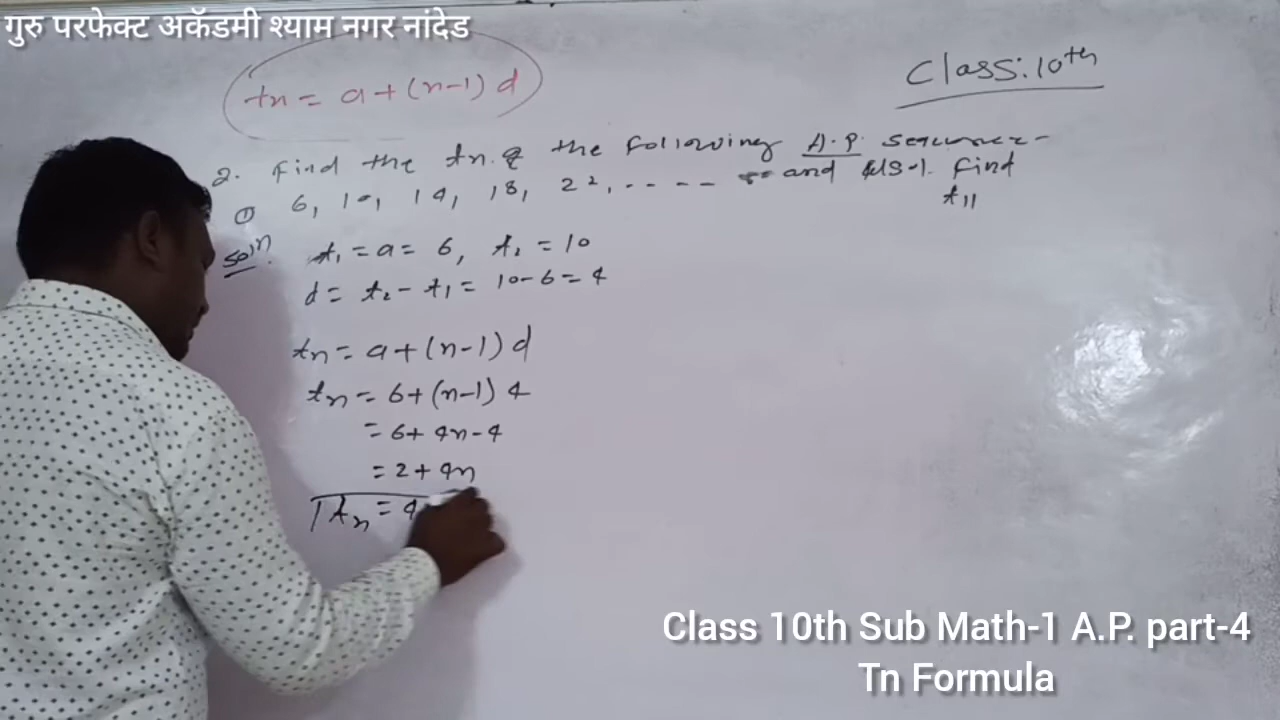 गुरु परफेक्ट अकॅडमी श्याम नगर नांदेड
Class: 10th
tn = a + (n-1) d
2. Find the tn. of the following A.P. sequence-
① 6, 10, 14, 18, 22, ----- and find
t11
Solⁿ. t₁ = a = 6, t₂ = 10
d = t₂ - t₁ = 10 - 6 = 4
tn = a + (n-1) d
tn = 6 + (n-1) 4
= 6 + 4n - 4
= 2 + 4n
tn = 4
Class 10th Sub Math-1 A.P. part-4
Tn Formula